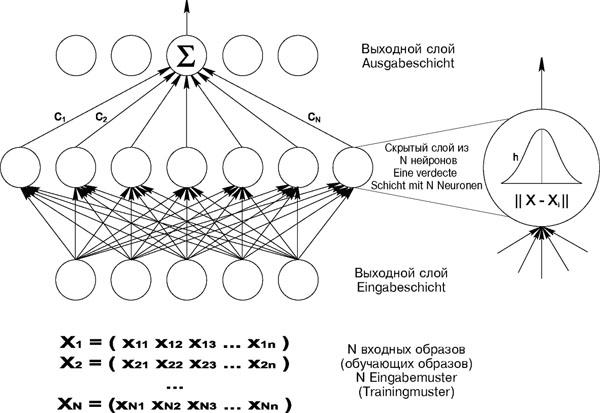 Выходной слой
Ausgabeschicht
Σ
C1 C2 CN
Скрытый слой из
N нейронов
Eine verdecte
Schicht mit N Neuronen
h
|| X - Xi ||
Выходной слой
Eingabeschicht
X1 = ( X11 X12 X13 ... X1n )
X2 = ( X21 X22 X23 ... X2n )
...
XN = (XN1 XN2 XN3 ... XNn )
N входных образов
(обучающих образов)
N Eingabemuster
(Trainingmuster)